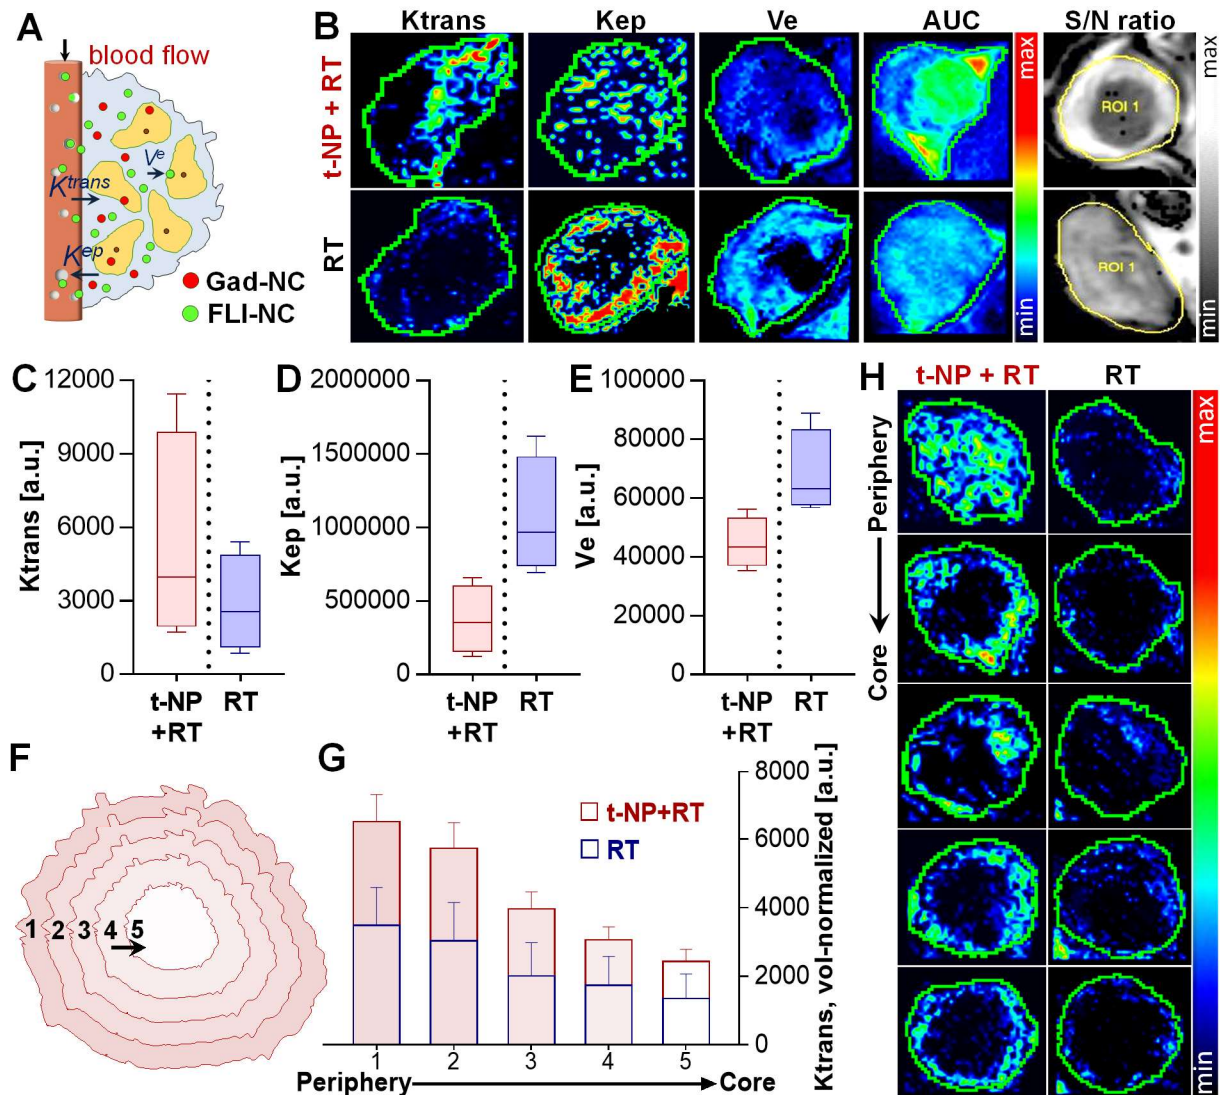 A
blood flow
Ve
Ktrans
Kep
Gad-NC
FLI-NC
B
Ktrans
Kep
Ve
AUC
S/N ratio
t-NP + RT
RT
max
min
ROI 1
ROI 1
max
min
C
12000
9000
6000
3000
0
Ktrans [a.u.]
t-NP
+RT
RT
D
2000000
1500000
1000000
500000
0
Kep [a.u.]
t-NP
+RT
RT
E
100000
80000
60000
40000
20000
0
Ve [a.u.]
t-NP
+RT
RT
F
1 2 3 4 5
G
t-NP+RT
RT
8000
6000
4000
2000
0
Ktrans, vol-normalized [a.u.]
1 2 3 4 5
Periphery
Core
H
t-NP + RT
RT
Periphery
Core
max
min